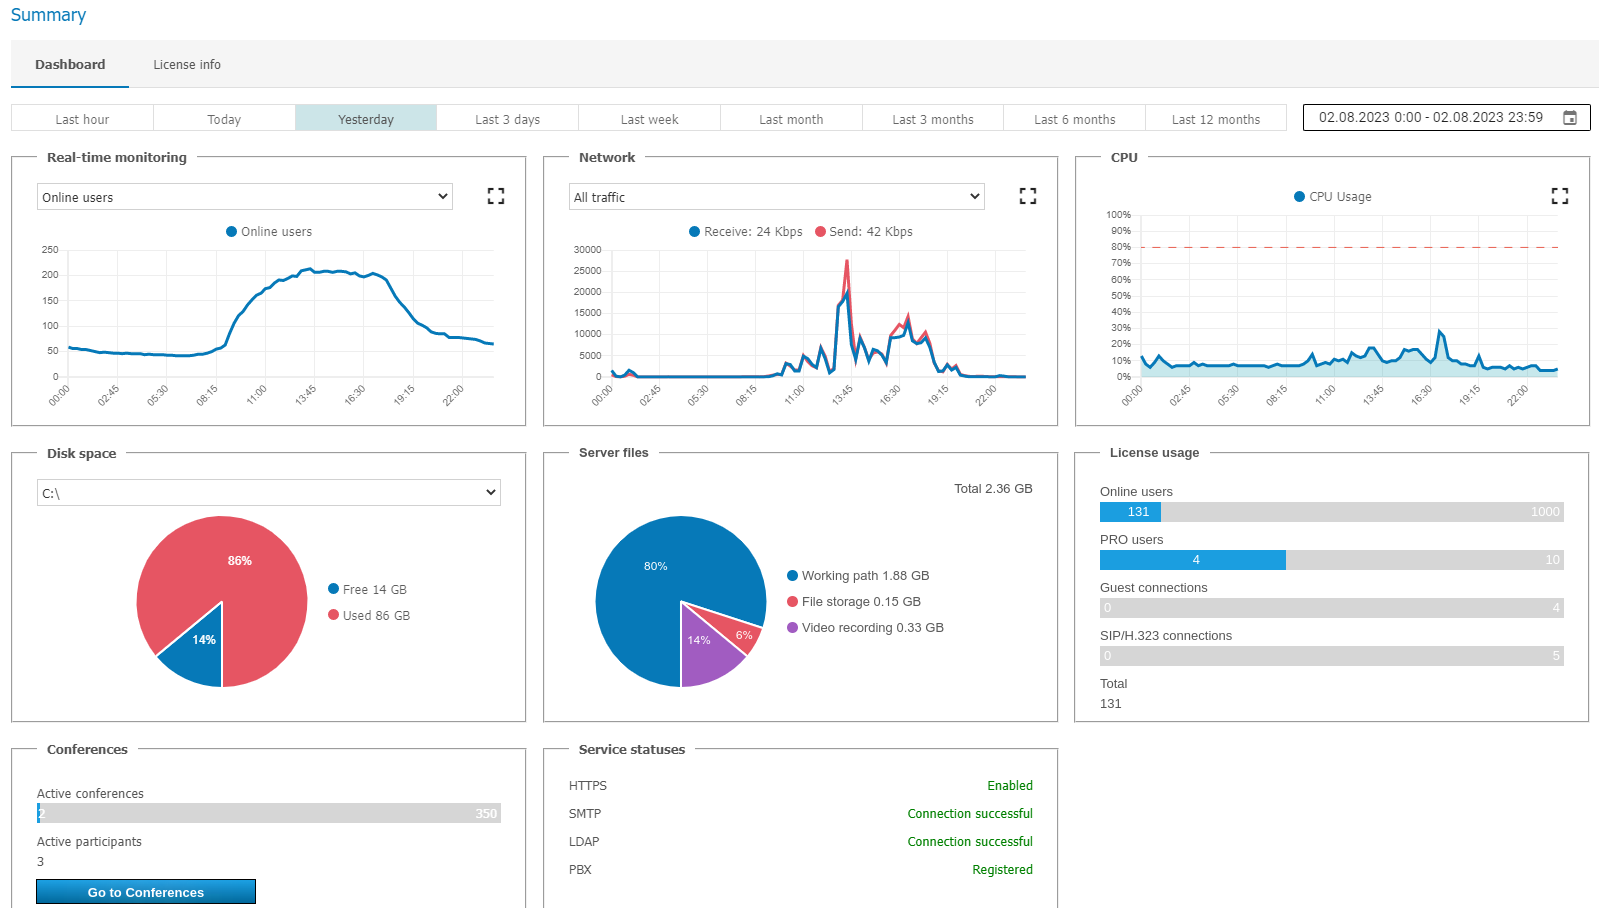 Summary
Dashboard
License info
Last hour
Today
Yesterday
Last 3 days
Last week
Last month
Last 3 months
Last 6 months
Last 12 months
02.08.2023 0:00 - 02.08.2023 23:59
Real-time monitoring
Online users
Online users
250
200
150
100
50
0
00:00
02:45
05:30
08:15
11:00
13:45
16:30
19:15
22:00
Network
All traffic
Receive: 24 Kbps
Send: 42 Kbps
30000
25000
20000
15000
10000
5000
0
00:00
02:45
05:30
08:15
11:00
13:45
16:30
19:15
22:00
CPU
CPU Usage
100%
90%
80%
70%
60%
50%
40%
30%
20%
10%
0%
00:00
02:45
05:30
08:15
11:00
13:45
16:30
19:15
22:00
Disk space
C:\
86%
14%
Free 14 GB
Used 86 GB
Server files
Total 2.36 GB
80%
14%
6%
Working path 1.88 GB
File storage 0.15 GB
Video recording 0.33 GB
License usage
Online users
131 1000
PRO users
4 10
Guest connections
0 4
SIP/H.323 connections
0 5
Total
131
Conferences
Active conferences
2 350
Active participants
3
Go to Conferences
Service statuses
HTTPS Enabled
SMTP Connection successful
LDAP Connection successful
PBX Registered